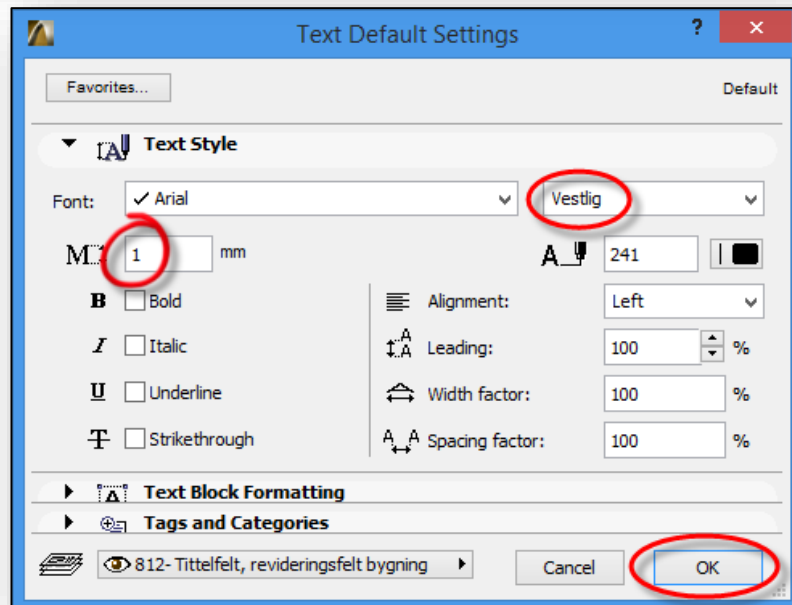 Text Default Settings ? ×
Favorites... Default
Text Style
Font: ✓ Arial Vestlig
M 1 mm A 241
B Bold Alignment: Left
I Italic Leading: 100 %
U Underline Width factor: 100 %
T Strikethrough A A Spacing factor: 100 %
A Text Block Formatting
Tags and Categories
812- Tittelfelt, revideringsfelt bygning Cancel OK